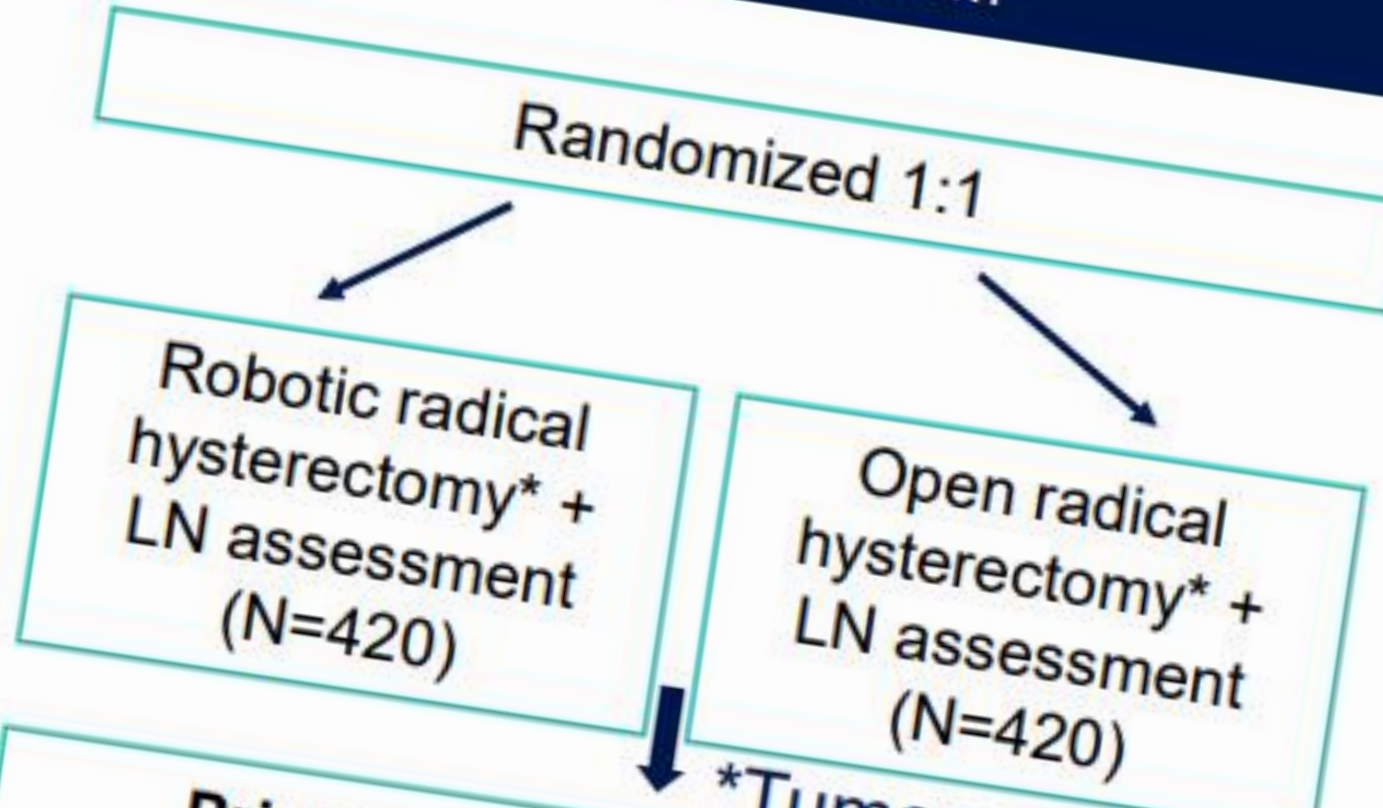 Randomized 1:1
Robotic radical
hysterectomy* +
LN assessment
(N=420)
Open radical
hysterectomy* +
LN assessment
(N=420)